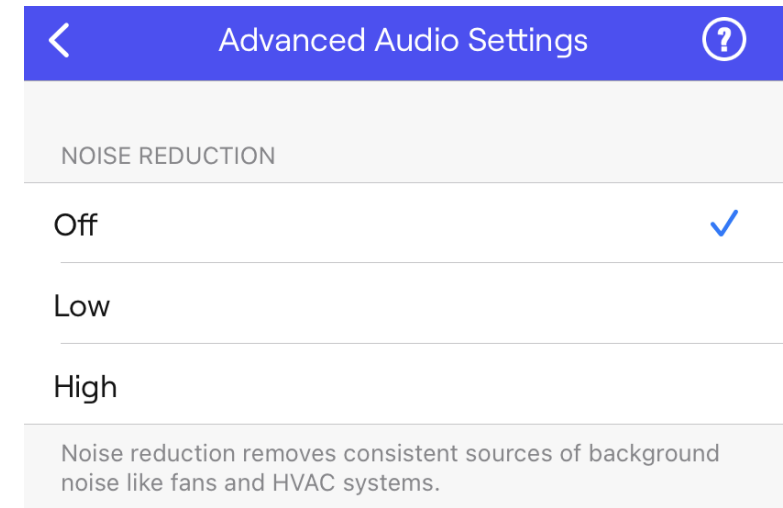 Advanced Audio Settings
?
NOISE REDUCTION
Off
Low
High
Noise reduction removes consistent sources of background
noise like fans and HVAC systems.